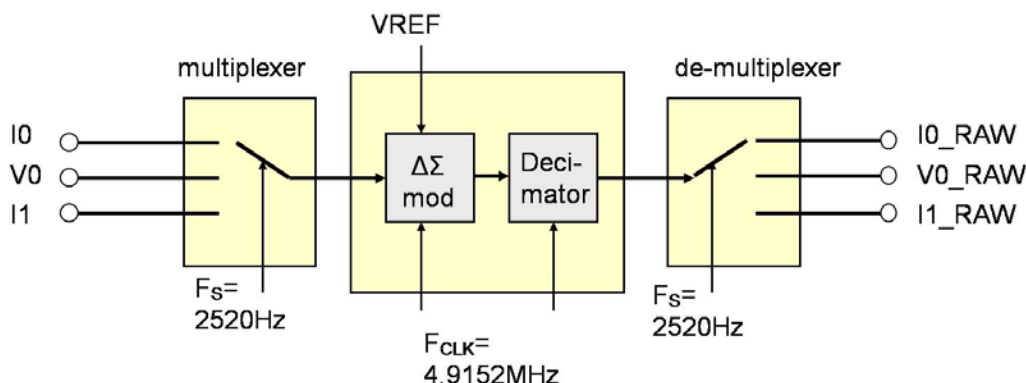 VREF
multiplexer
de-multiplexer
I0
V0
I1
ΔΣ
mod
Deci-
mator
I0_RAW
V0_RAW
I1_RAW
FS=
2520Hz
FCLK=
4.9152MHz
FS=
2520Hz